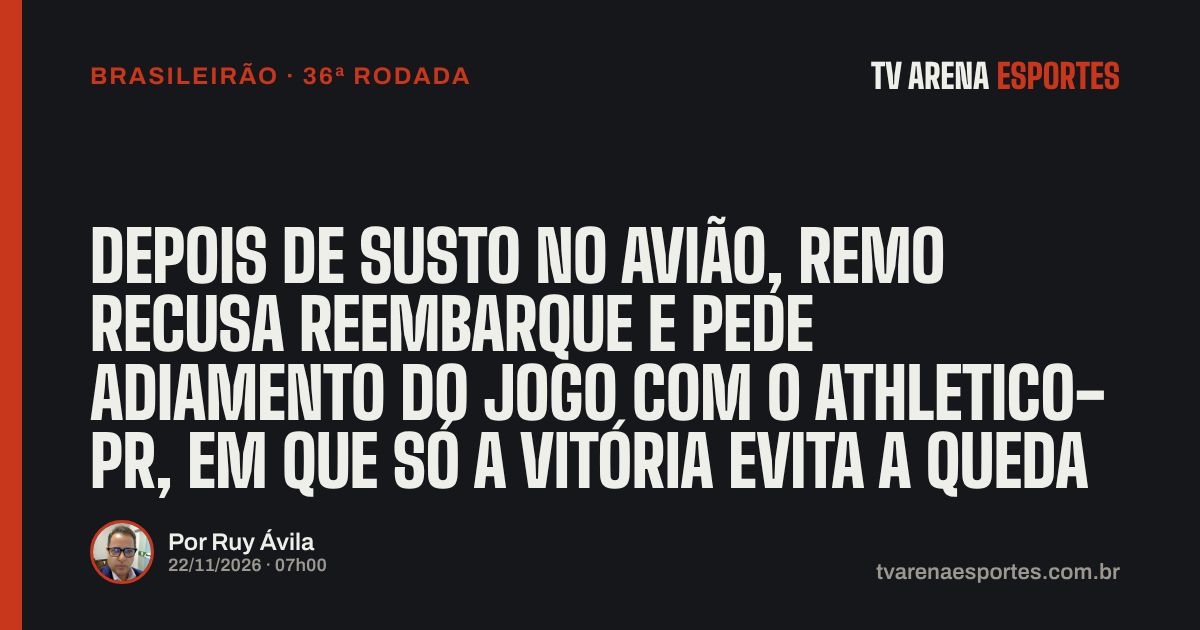 BRASILEIRÃO · 36ª RODADA
TV ARENA ESPORTES
DEPOIS DE SUSTO NO AVIÃO, REMO
RECUSA REEMBARQUE E PEDE
ADIAMENTO DO JOGO COM O ATHLETICO-
PR, EM QUE SÓ A VITÓRIA EVITA A QUEDA
Por Ruy Ávila
22/11/2026 · 07h00
tvarenaesportes.com.br